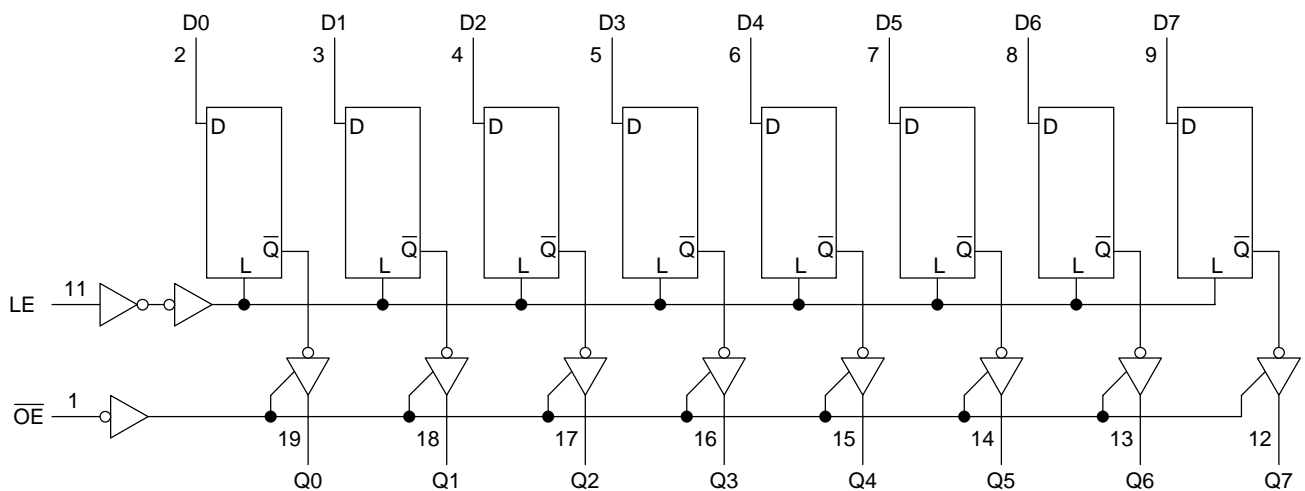 D0 D1 D2 D3 D4 D5 D6 D7
2 3 4 5 6 7 8 9
D D D D D D D D
Q̅ Q̅ Q̅ Q̅ Q̅ Q̅ Q̅ Q̅
L L L L L L L L
LE 11
O̅E̅ 1
19 18 17 16 15 14 13 12
Q0 Q1 Q2 Q3 Q4 Q5 Q6 Q7